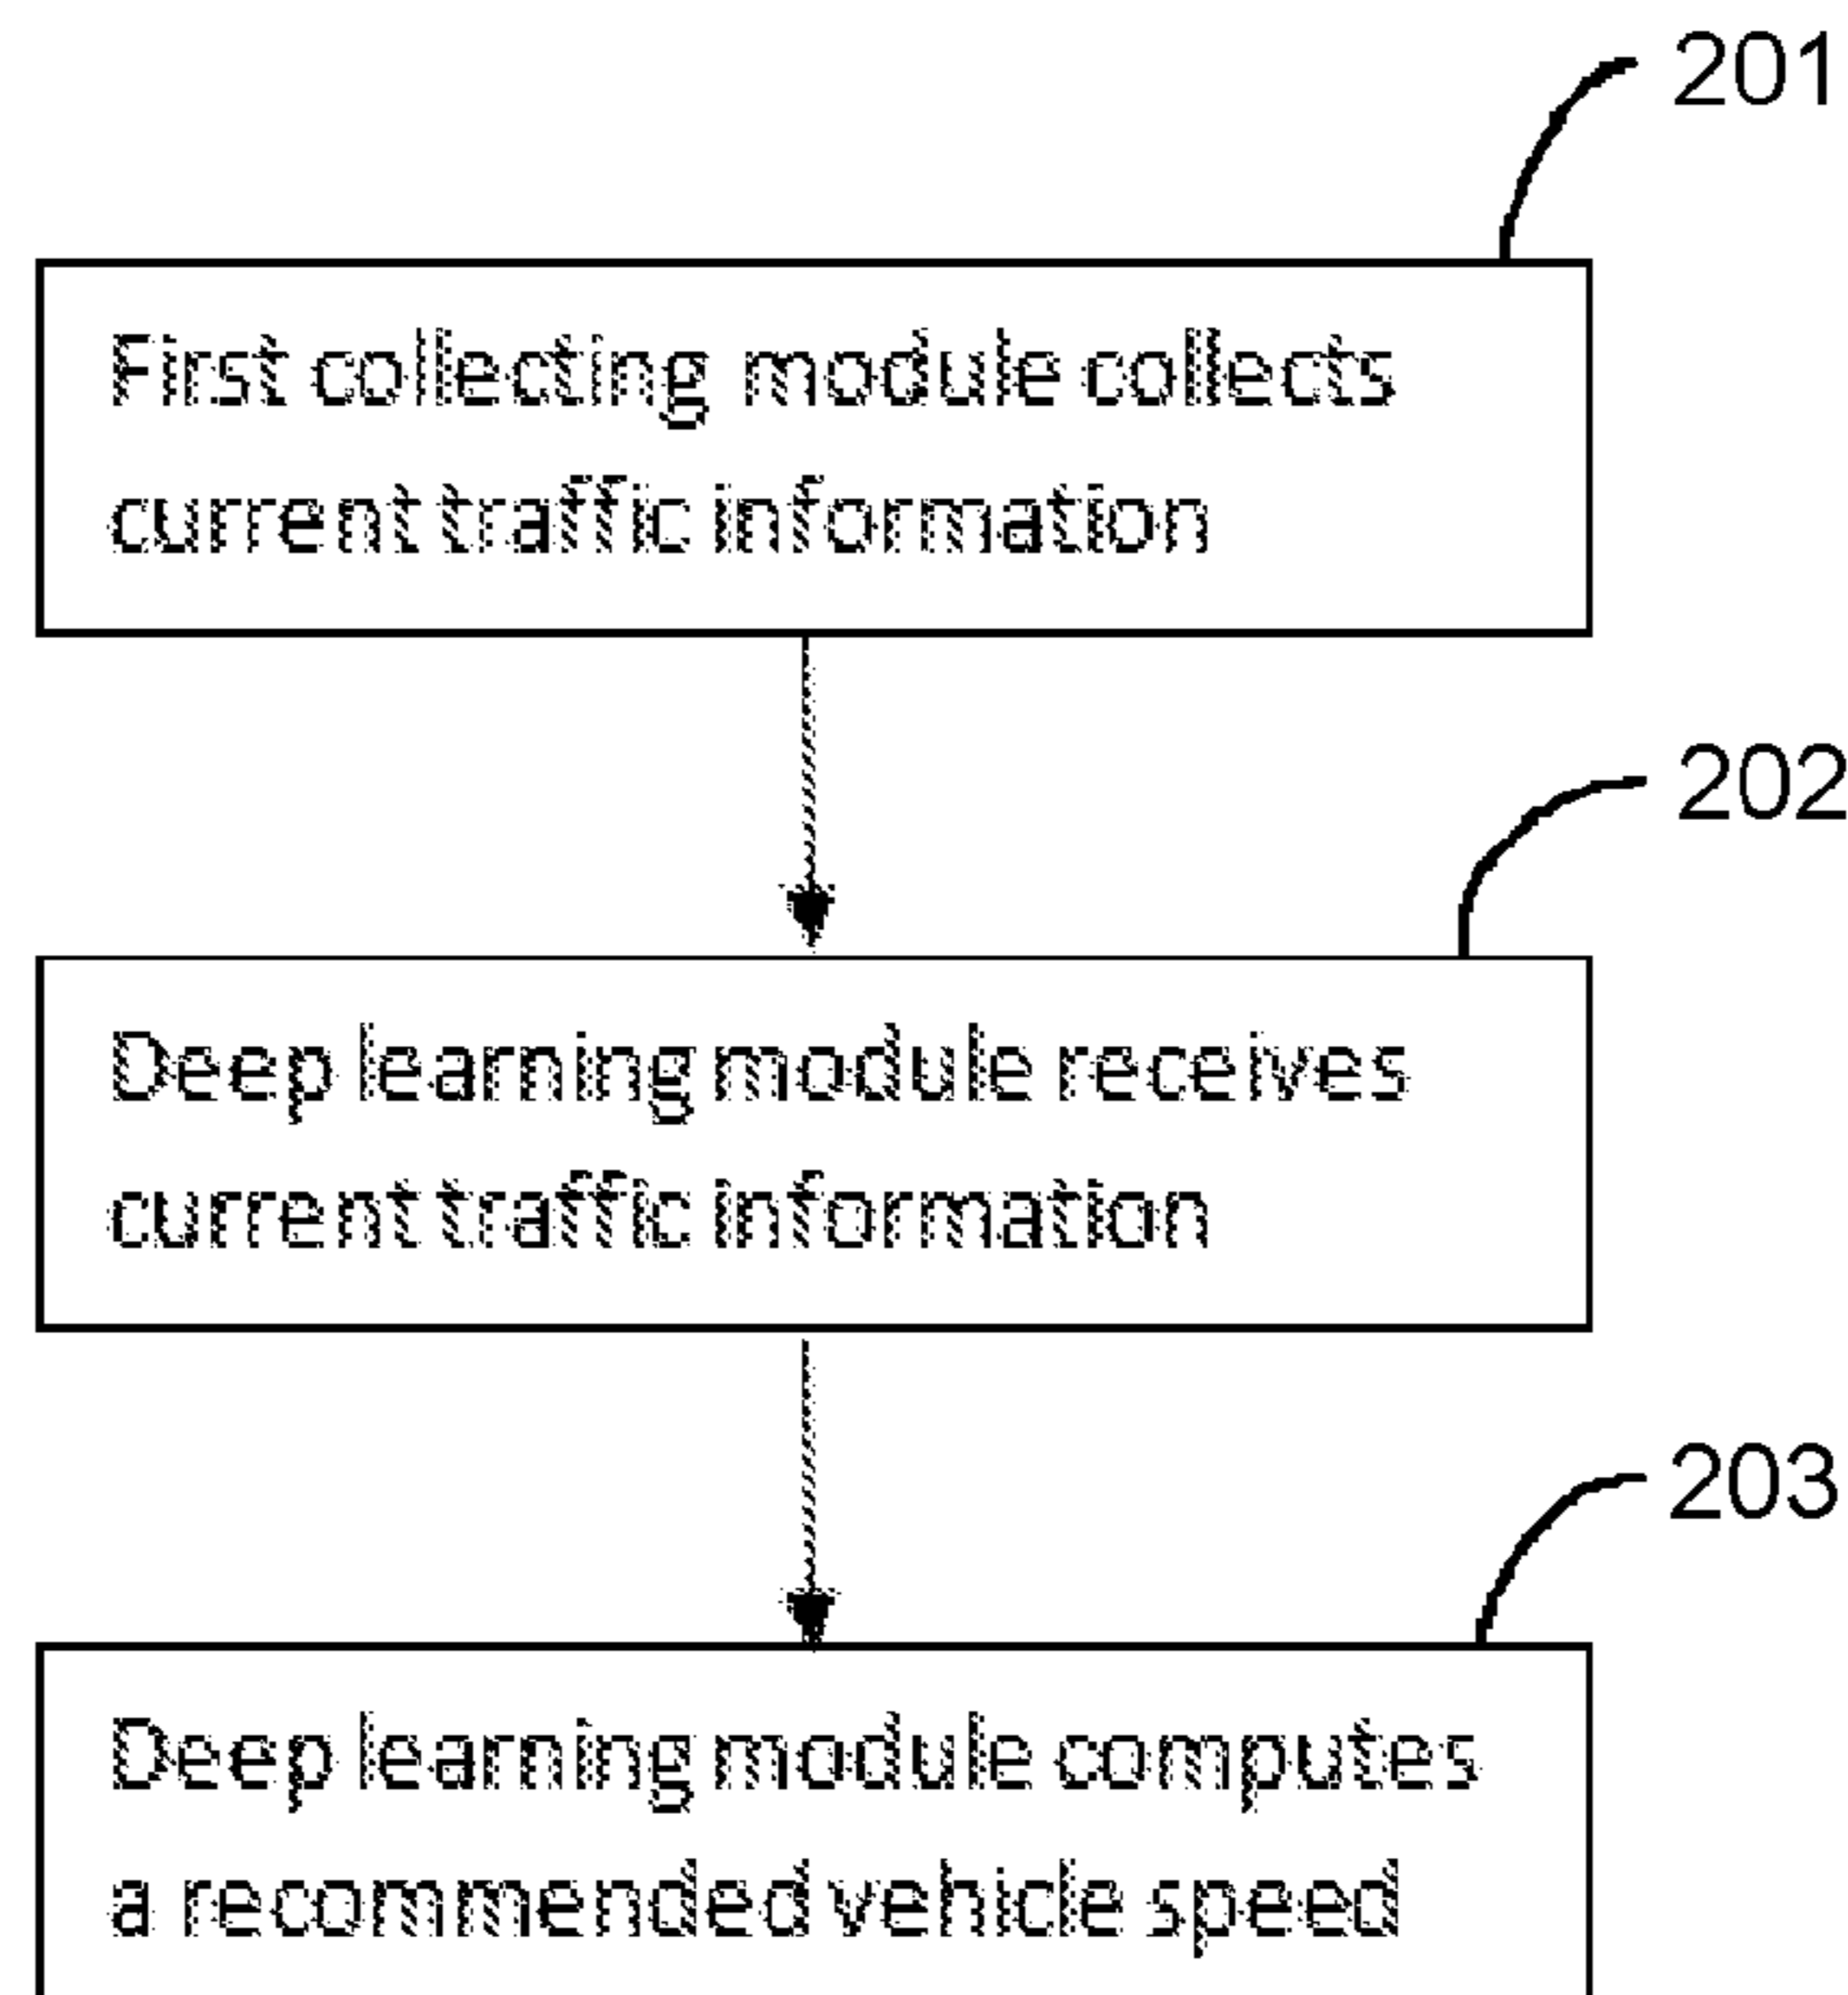 201
First collecting module collects
current traffic information
202
Deep learning module receives
current traffic information
203
Deep learning module computes
a recommended vehicle speed